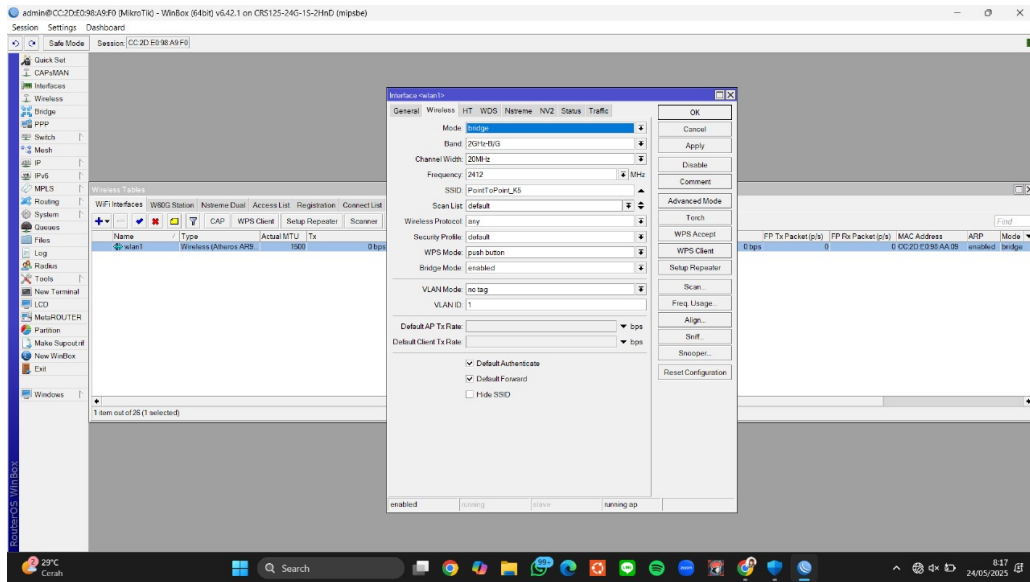 admin@CC:2D:E0:98:A9:F0 (MikroTik) - WinBox (64bit) v6.42.1 on CRS125-24G-1S-2HnD (mipsbe)
Session Settings Dashboard
Safe Mode Session: CC:2D:E0:98:A9:F0
Quick Set
CAPsMAN
Interfaces
Wireless
Bridge
PPP
Switch
Mesh
IP
IPv6
MPLS
Routing
System
Queues
Files
Log
Radius
Tools
New Terminal
LCD
MetaROUTER
Partition
Make Supout.rif
New WinBox
Exit
Windows
RouterOS WinBox
Wireless Tables
WiFi Interfaces W60G Station Nstreme Dual Access List Registration Connect List
CAP WPS Client Setup Repeater Scanner
Find
Name Type Actual MTU Tx
FP Tx Packet (p/s) FP Rx Packet (p/s) MAC Address ARP Mode
wlan1 Wireless (Atheros AR9... 1500 0 bps
0 bps 0 0 CC:2D:E0:98:AA:09 enabled bridge
1 item out of 26 (1 selected)
Interface <wlan1>
General Wireless HT WDS Nstreme NV2 Status Traffic
Mode: bridge
Band: 2GHz-B/G
Channel Width: 20MHz
Frequency: 2412 MHz
SSID: PointToPoint_K5
Scan List: default
Wireless Protocol: any
Security Profile: default
WPS Mode: push button
Bridge Mode: enabled
VLAN Mode: no tag
VLAN ID: 1
Default AP Tx Rate: bps
Default Client Tx Rate: bps
Default Authenticate
Default Forward
Hide SSID
OK
Cancel
Apply
Disable
Comment
Advanced Mode
Torch
WPS Accept
WPS Client
Setup Repeater
Scan...
Freq. Usage...
Align...
Sniff...
Snooper...
Reset Configuration
enabled running slave running ap
2
29°C
Cerah
Search
99+
8:17
24/05/2025